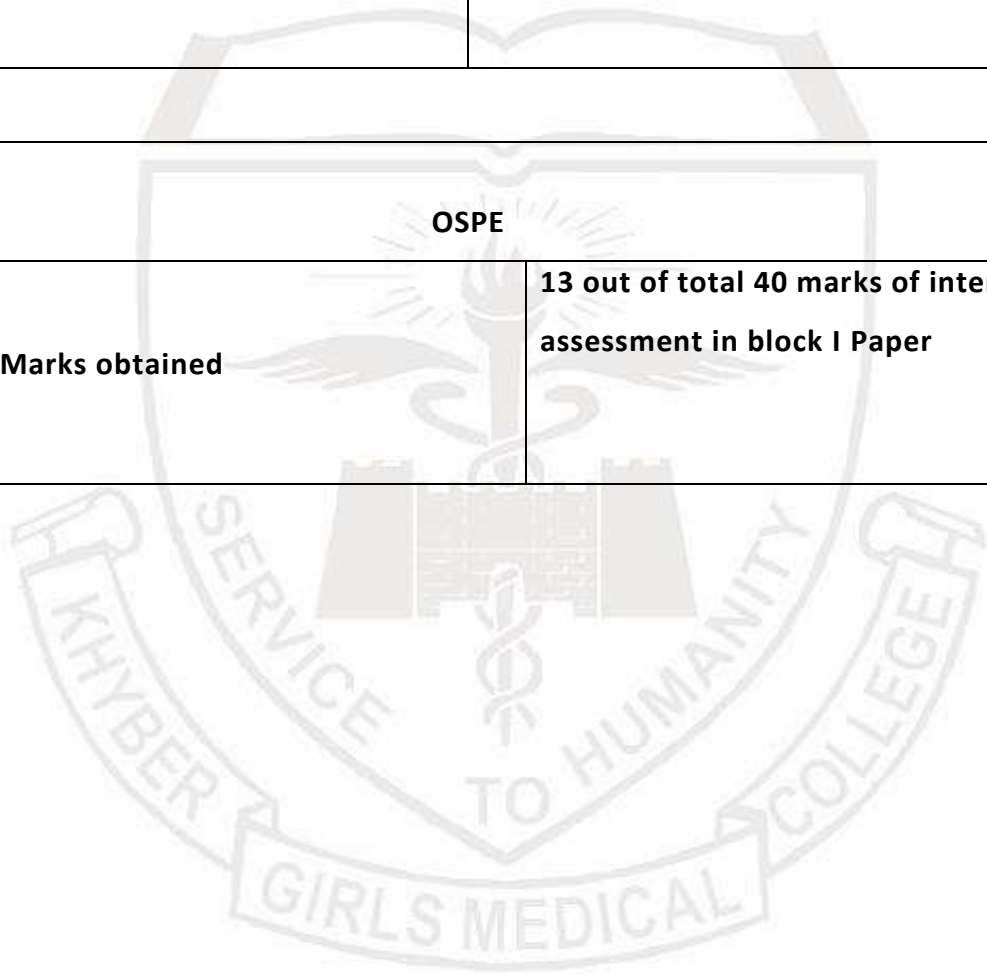 OSPE
13 out of total 40 marks of inter
assessment in block I Paper
Marks obtained
SERVICE TO HUMANITY
KHYBER GIRLS MEDICAL COLLEGE